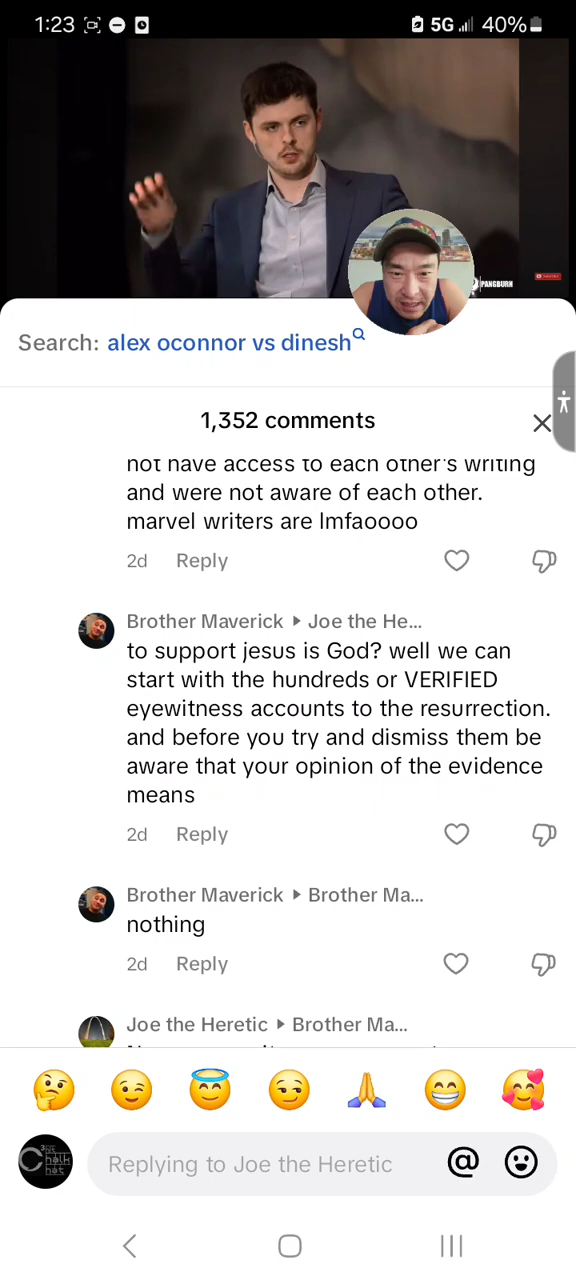 1:23
5G
40%
PANGBURN
Search: alex oconnor vs dinesh
1,352 comments
not have access to each other's writing
and were not aware of each other.
marvel writers are lmfaoooo
2d Reply
Brother Maverick Joe the He...
to support jesus is God? well we can
start with the hundreds or VERIFIED
eyewitness accounts to the resurrection.
and before you try and dismiss them be
aware that your opinion of the evidence
means
2d Reply
Brother Maverick Brother Ma...
nothing
2d Reply
Joe the Heretic Brother Ma...
Replying to Joe the Heretic
@